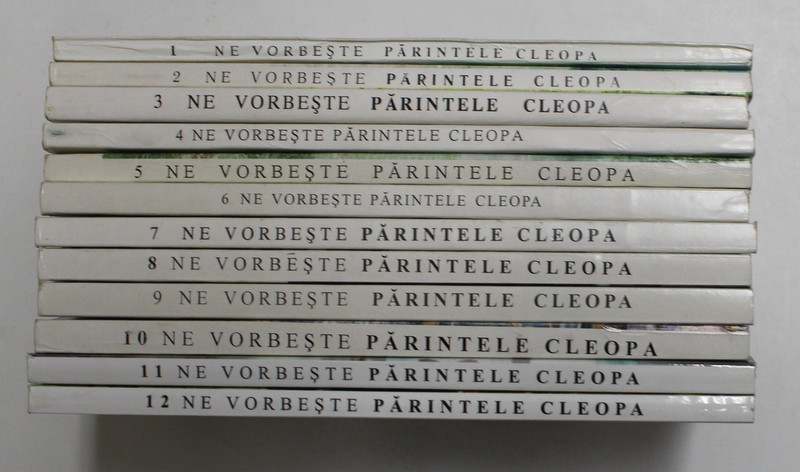 1 NE VORBEŞTE PĂRINTELE CLEOPA
2 NE VORBEŞTE PĂRINTELE CLEOPA
3 NE VORBEŞTE PĂRINTELE CLEOPA
4 NE VORBEŞTE PĂRINTELE CLEOPA
5 NE VORBEŞTE PĂRINTELE CLEOPA
6 NE VORBEŞTE PĂRINTELE CLEOPA
7 NE VORBEŞTE PĂRINTELE CLEOPA
8 NE VORBEŞTE PĂRINTELE CLEOPA
9 NE VORBEŞTE PĂRINTELE CLEOPA
10 NE VORBEŞTE PĂRINTELE CLEOPA
11 NE VORBEŞTE PĂRINTELE CLEOPA
12 NE VORBEŞTE PĂRINTELE CLEOPA